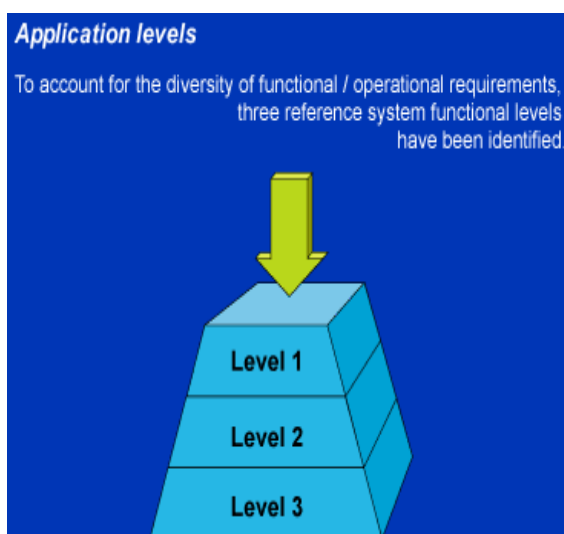 Application levels
To account for the diversity of functional / operational requirements,
three reference system functional levels
have been identified.
Level 1
Level 2
Level 3